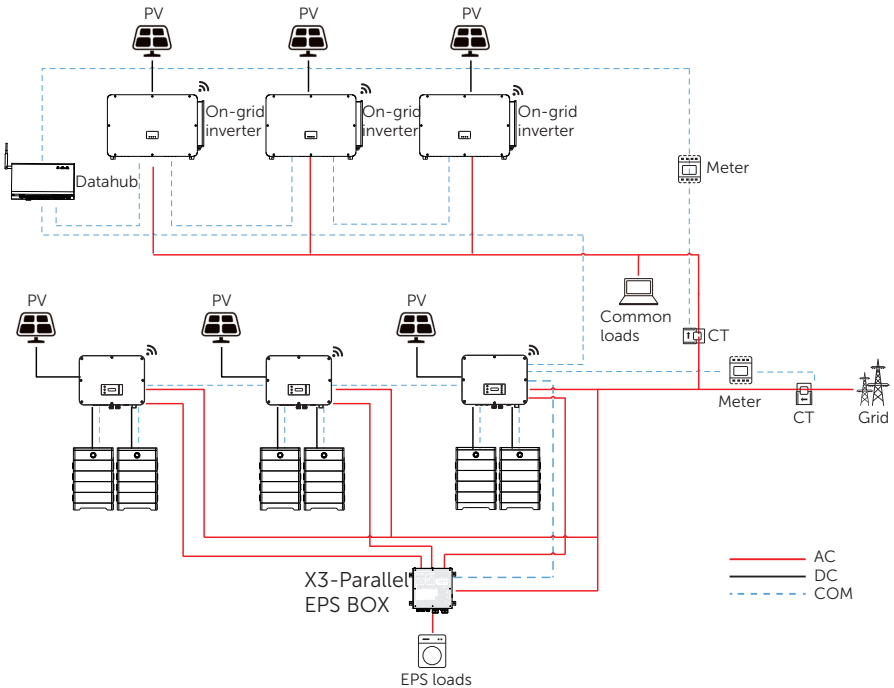 PV
PV
PV
On-grid
inverter
On-grid
inverter
On-grid
inverter
Datahub
Meter
Common
loads
CT
PV
PV
PV
Meter
CT
Grid
X3-Parallel
EPS BOX
EPS loads
AC
DC
COM